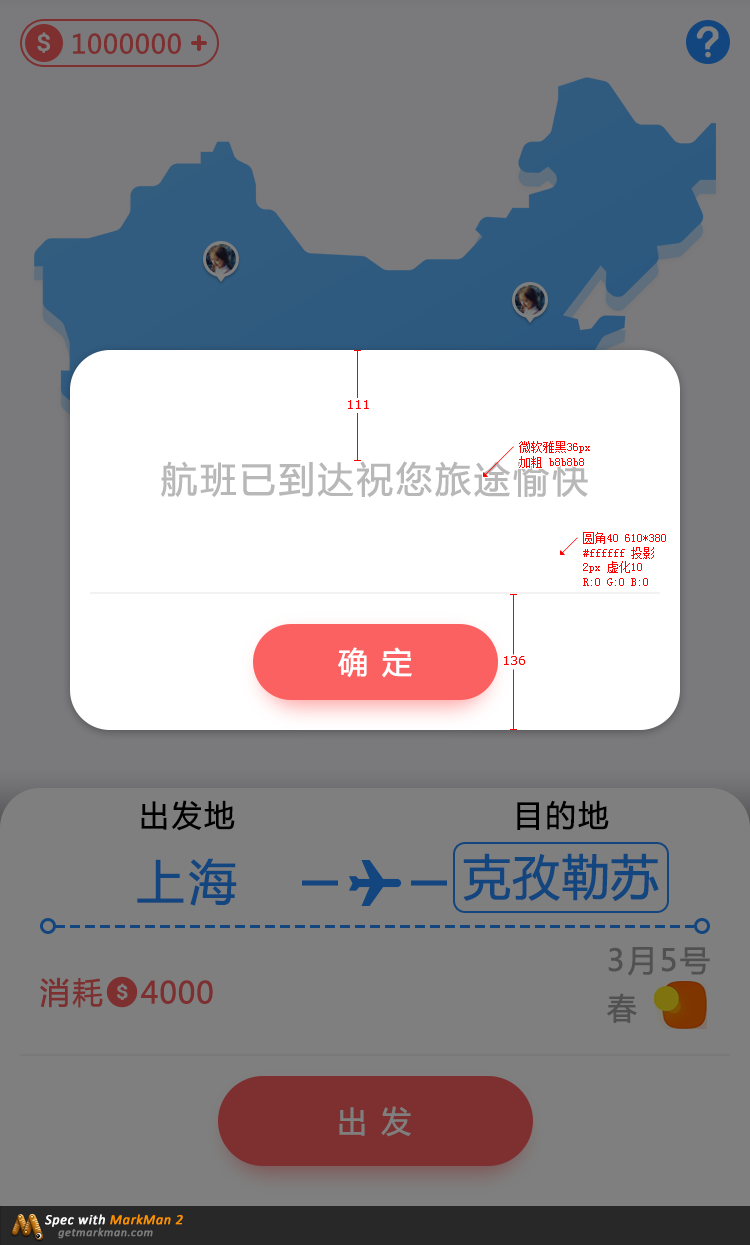 $ 1000000 +
?
111
微软雅黑36px
加粗 b8b8b8
航班已到达祝您旅途愉快
圆角40 610*380
#ffffff 投影
2px 虚化10
R:0 G:0 B:0
确 定
136
出发地 目的地
上海 克孜勒苏
3月5号
消耗$4000
春
出 发
Spec with MarkMan 2
getmarkman.com